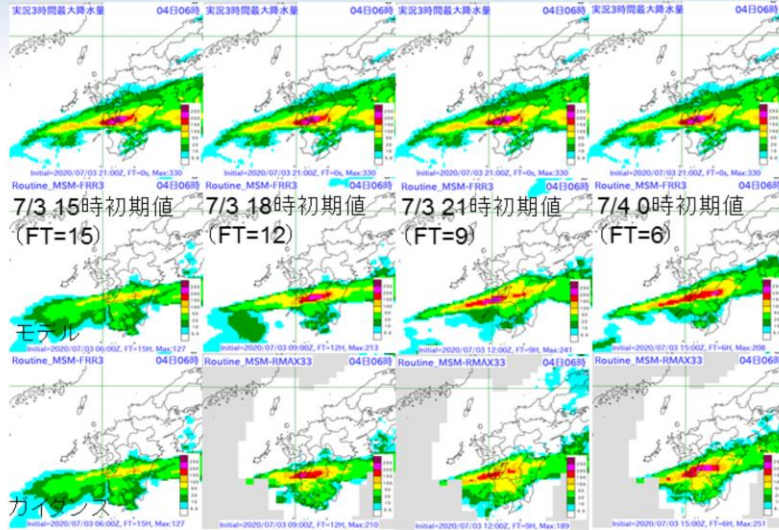 実況3時間最大降水量 04日06時
実況3時間最大降水量 04日06時
実況3時間最大降水量 04日06時
実況3時間最大降水量 04日06時
Initial=2020/07/03 21:00Z, FT=0s, Max:330
Initial=2020/07/03 21:00Z, FT=0s, Max:330
Initial=2020/07/03 21:00Z, FT=0s, Max:330
Initial=2020/07/03 21:00Z, FT=0s, Max:330
Routine_MSM-FRR3 04日06時
Routine_MSM-FRR3 04日06時
Routine_MSM-FRR3 04日06時
Routine_MSM-FRR3 04日06時
7/3 15時初期値
(FT=15)
7/3 18時初期値
(FT=12)
7/3 21時初期値
(FT=9)
7/4 0時初期値
(FT=6)
モデル
Initial=2020/07/03 06:00Z, FT=15H, Max:127
Initial=2020/07/03 09:00Z, FT=12H, Max:213
Initial=2020/07/03 12:00Z, FT=9H, Max:241
Initial=2020/07/03 15:00Z, FT=6H, Max:208
Routine_MSM-FRR3 04日06時
Routine_MSM-RMAX33 04日06時
Routine_MSM-RMAX33 04日06時
Routine_MSM-RMAX33 04日06時
ガイダンス
Initial=2020/07/03 06:00Z, FT=15H, Max:127
Initial=2020/07/03 09:00Z, FT=12H, Max:210
Initial=2020/07/03 12:00Z, FT=9H, Max:189
Initial=2020/07/03 15:00Z, FT=6H,